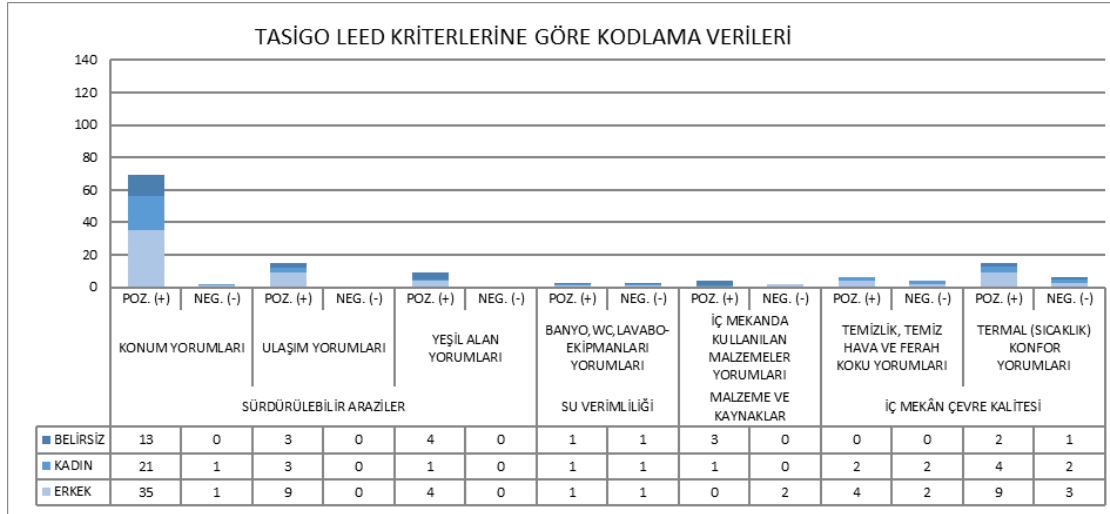 TASİGO LEED KRİTERLERİNE GÖRE KODLAMA VERİLERİ
140
120
100
80
60
40
20
0
POZ. (+) NEG. (-) POZ. (+) NEG. (-) POZ. (+) NEG. (-) POZ. (+) NEG. (-) POZ. (+) NEG. (-) POZ. (+) NEG. (-) POZ. (+) NEG. (-)
KONUM YORUMLARI
ULAŞIM YORUMLARI
YEŞİL ALAN
YORUMLARI
BANYO, WC, LAVABO-
EKİPMANLARI
YORUMLARI
İÇ MEKANDA
KULLANILAN
MALZEMELER
YORUMLARI
TEMİZLİK, TEMİZ
HAVA VE FERAH
KOKU YORUMLARI
TERMAL (SICAKLIK)
KONFOR
YORUMLARI
SÜRDÜRÜLEBİLİR ARAZİLER
SU VERİMLİLİĞİ
MALZEME VE
KAYNAKLAR
İÇ MEKÂN ÇEVRE KALİTESİ
BELİRSİZ 13 0 3 0 4 0 1 1 3 0 0 0 2 1
KADIN 21 1 3 0 1 0 1 1 1 0 2 2 4 2
ERKEK 35 1 9 0 4 0 1 1 0 2 4 2 9 3